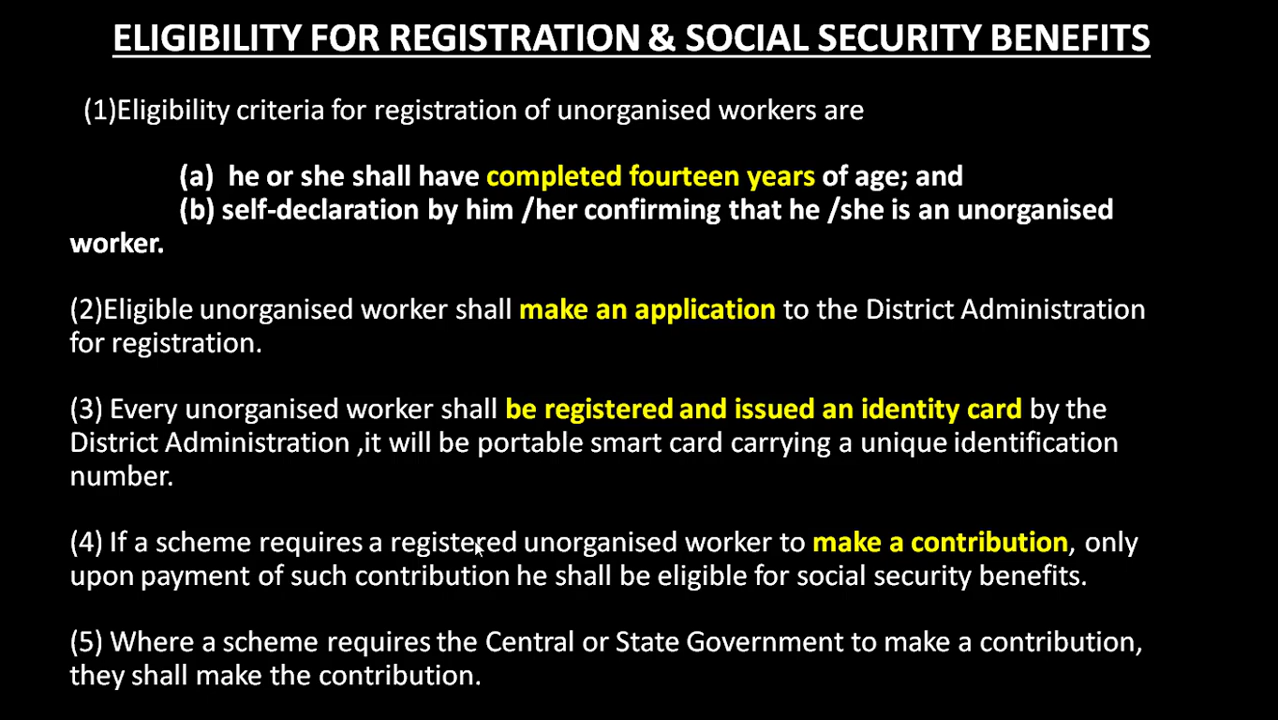 ELIGIBILITY FOR REGISTRATION & SOCIAL SECURITY BENEFITS
(1)Eligibility criteria for registration of unorganised workers are
(a) he or she shall have completed fourteen years of age; and
(b) self-declaration by him /her confirming that he /she is an unorganised
worker.
(2)Eligible unorganised worker shall make an application to the District Administration
for registration.
(3) Every unorganised worker shall be registered and issued an identity card by the
District Administration ,it will be portable smart card carrying a unique identification
number.
(4) If a scheme requires a registered unorganised worker to make a contribution, only
upon payment of such contribution he shall be eligible for social security benefits.
(5) Where a scheme requires the Central or State Government to make a contribution,
they shall make the contribution.